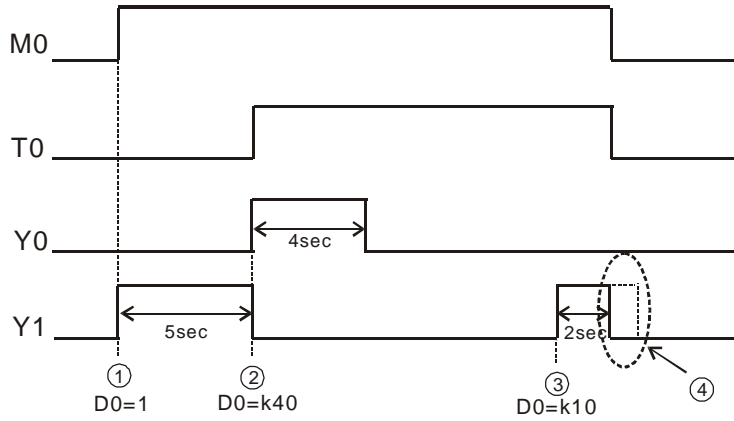 M0
T0
Y0
4sec
Y1
5sec
2sec
① ② ③ ④
D0=1 D0=k40 D0=k10